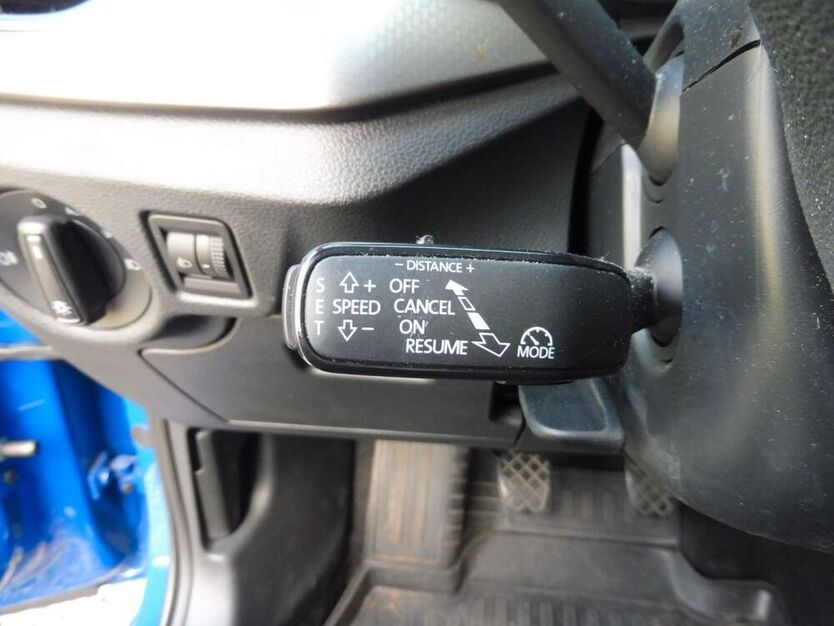 - DISTANCE +
S + OFF
E SPEED CANCEL
T - ON
RESUME MODE